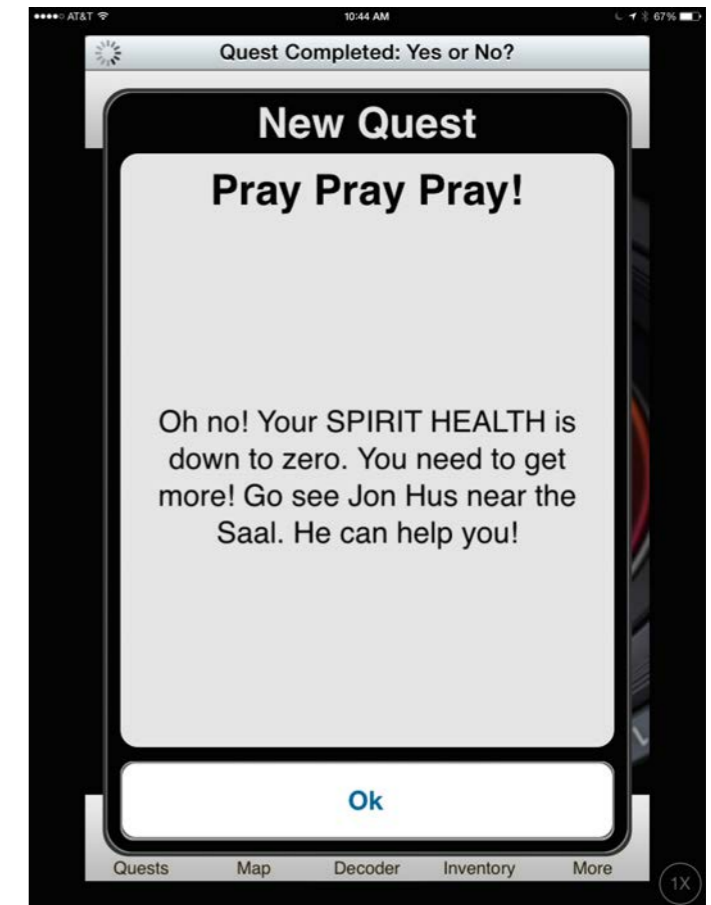 AT&T 10:44 AM 67%
Quest Completed: Yes or No?
New Quest
Pray Pray Pray!
Oh no! Your SPIRIT HEALTH is
down to zero. You need to get
more! Go see Jon Hus near the
Saal. He can help you!
Ok
Quests Map Decoder Inventory More
1X